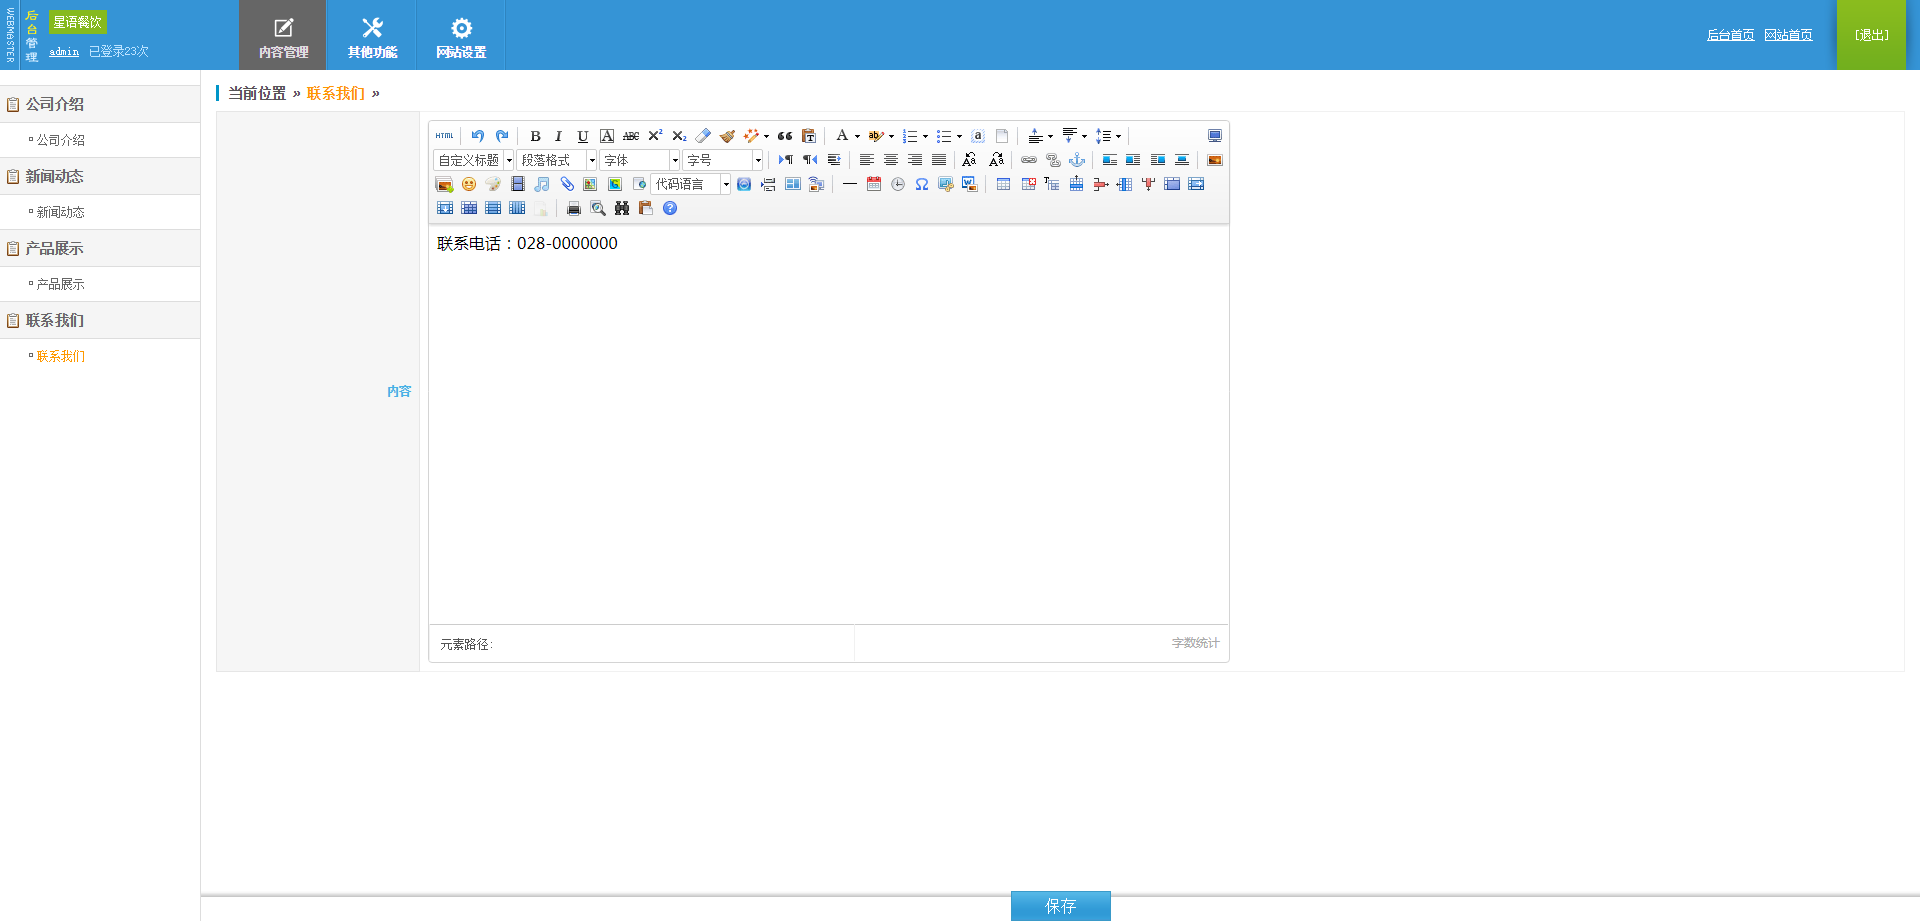 WEBMASTER
后台管理
星语餐饮
admin 已登录23次
内容管理
其他功能
网站设置
后台首页 网站首页
[退出]
公司介绍
公司介绍
新闻动态
新闻动态
产品展示
产品展示
联系我们
联系我们
当前位置 » 联系我们 »
内容
HTML
自定义标题 段落格式 字体 字号
代码语言
联系电话：028-0000000
元素路径:
字数统计
保存